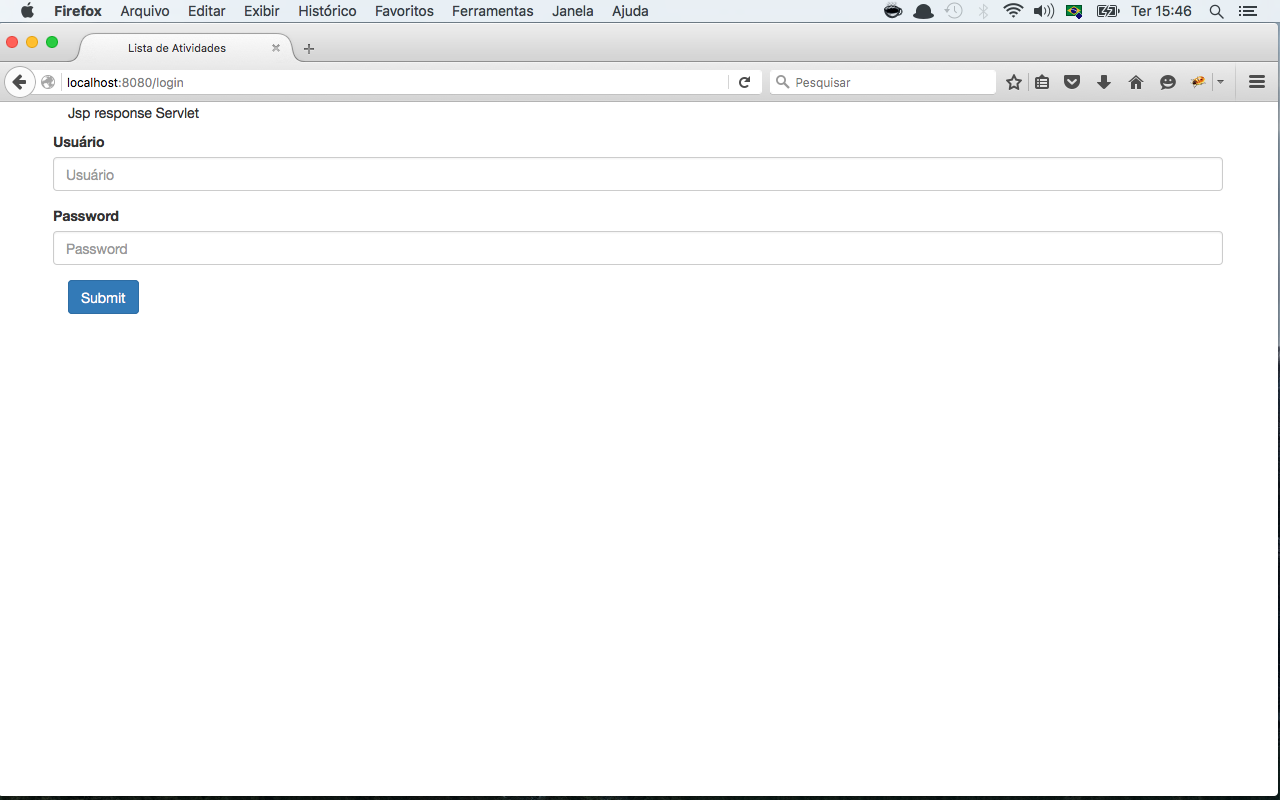 Firefox Arquivo Editar Exibir Histórico Favoritos Ferramentas Janela Ajuda Ter 15:46
Lista de Atividades
localhost:8080/login Pesquisar
Jsp response Servlet
Usuário
Usuário
Password
Password
Submit